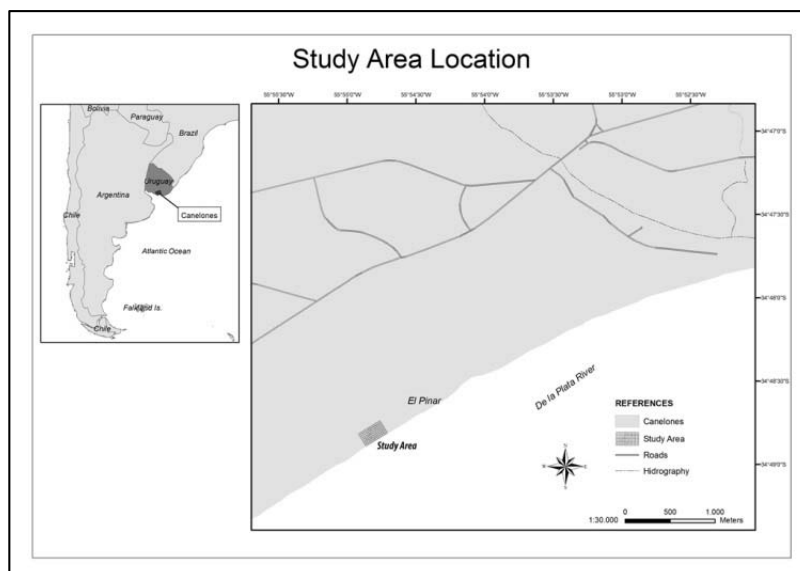 Study Area Location
Bolivia
Paraguay
Brazil
Uruguay
Argentina
Chile
Canelones
Atlantic Ocean
Falkland Is.
Chile
55°55'30"W 55°55'0"W 55°54'30"W 55°54'0"W 55°53'30"W 55°53'0"W 55°52'30"W
34°47'0"S
34°47'30"S
34°48'0"S
34°48'30"S
34°49'0"S
El Pinar
De la Plata River
Study Area
REFERENCES
Canelones
Study Area
Roads
Hidrography
N
W E
S
0 500 1.000
1:30.000 Meters